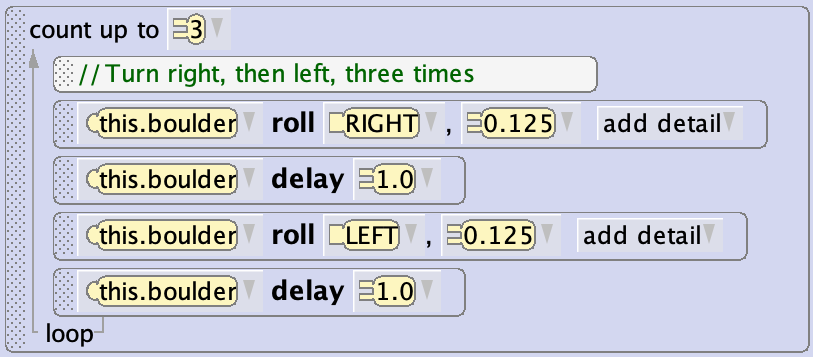 count up to 3
// Turn right, then left, three times
this.boulder roll RIGHT , 0.125 add detail
this.boulder delay 1.0
this.boulder roll LEFT , 0.125 add detail
this.boulder delay 1.0
loop